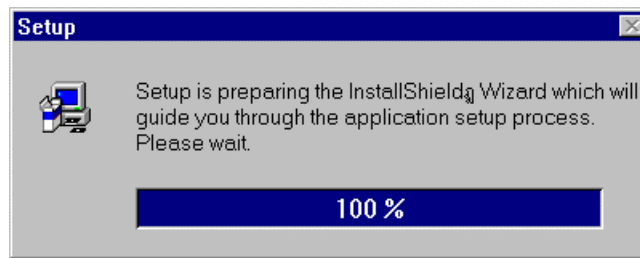 Setup
Setup is preparing the InstallShield® Wizard which will
guide you through the application setup process.
Please wait.
100 %